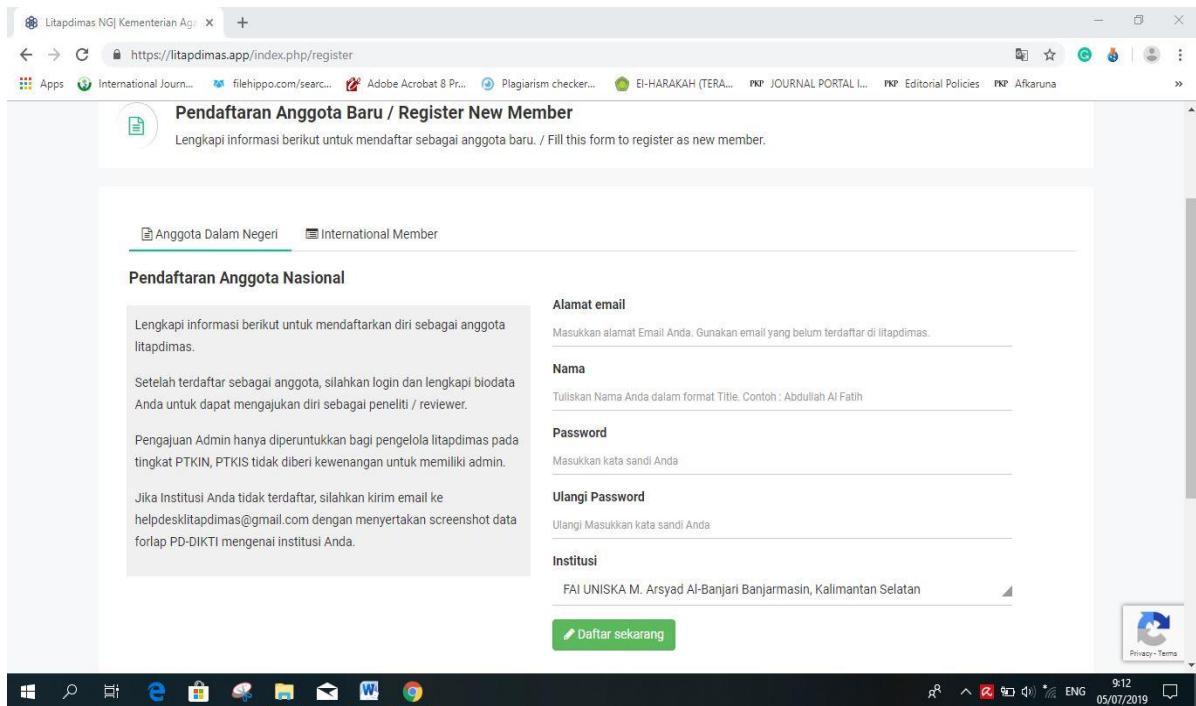 Litapdimas NG| Kementerian Aga
https://litapdimas.app/index.php/register
Apps International Journ... filehippo.com/searc... Adobe Acrobat 8 Pr... Plagiarism checker... El-HARAKAH (TERA... PKP JOURNAL PORTAL I... PKP Editorial Policies PKP Afkaruna »
Pendaftaran Anggota Baru / Register New Member
Lengkapi informasi berikut untuk mendaftar sebagai anggota baru. / Fill this form to register as new member.
Anggota Dalam Negeri International Member
Pendaftaran Anggota Nasional
Lengkapi informasi berikut untuk mendaftarkan diri sebagai anggota
litapdimas.
Setelah terdaftar sebagai anggota, silahkan login dan lengkapi biodata
Anda untuk dapat mengajukan diri sebagai peneliti / reviewer.
Pengajuan Admin hanya diperuntukkan bagi pengelola litapdimas pada
tingkat PTKIN, PTKIS tidak diberi kewenangan untuk memiliki admin.
Jika Institusi Anda tidak terdaftar, silahkan kirim email ke
helpdesklitapdimas@gmail.com dengan menyertakan screenshot data
forlap PD-DIKTI mengenai institusi Anda.
Alamat email
Masukkan alamat Email Anda. Gunakan email yang belum terdaftar di litapdimas.
Nama
Tuliskan Nama Anda dalam format Title. Contoh : Abdullah Al Fatih
Password
Masukkan kata sandi Anda
Ulangi Password
Ulangi Masukkan kata sandi Anda
Institusi
FAI UNISKA M. Arsyad Al-Banjari Banjarmasin, Kalimantan Selatan
Daftar sekarang
Privacy - Terms
ENG
9:12
05/07/2019